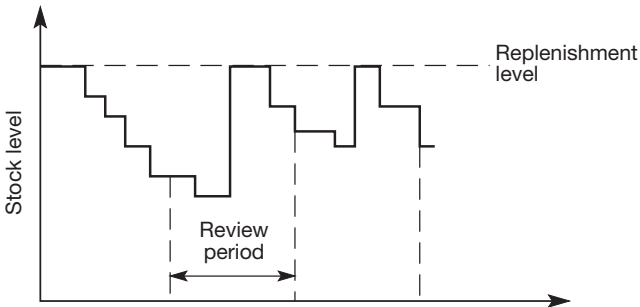 Replenishment
level
Stock level
Review
period